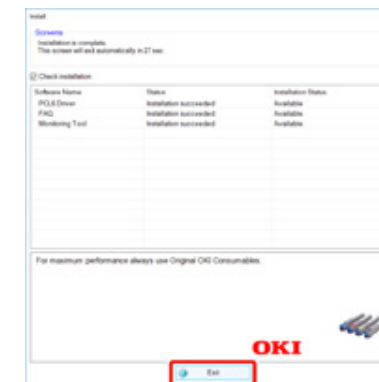 Install
Screens
Installation is complete.
This screen will exit automatically in 27 sec.
Check installation
Software Name Status Installation Status
PCL6 Driver Installation succeeded Available
FAQ Installation succeeded Available
Monitoring Tool Installation succeeded Available
For maximum performance always use Original OKI Consumables.
OKI
Exit